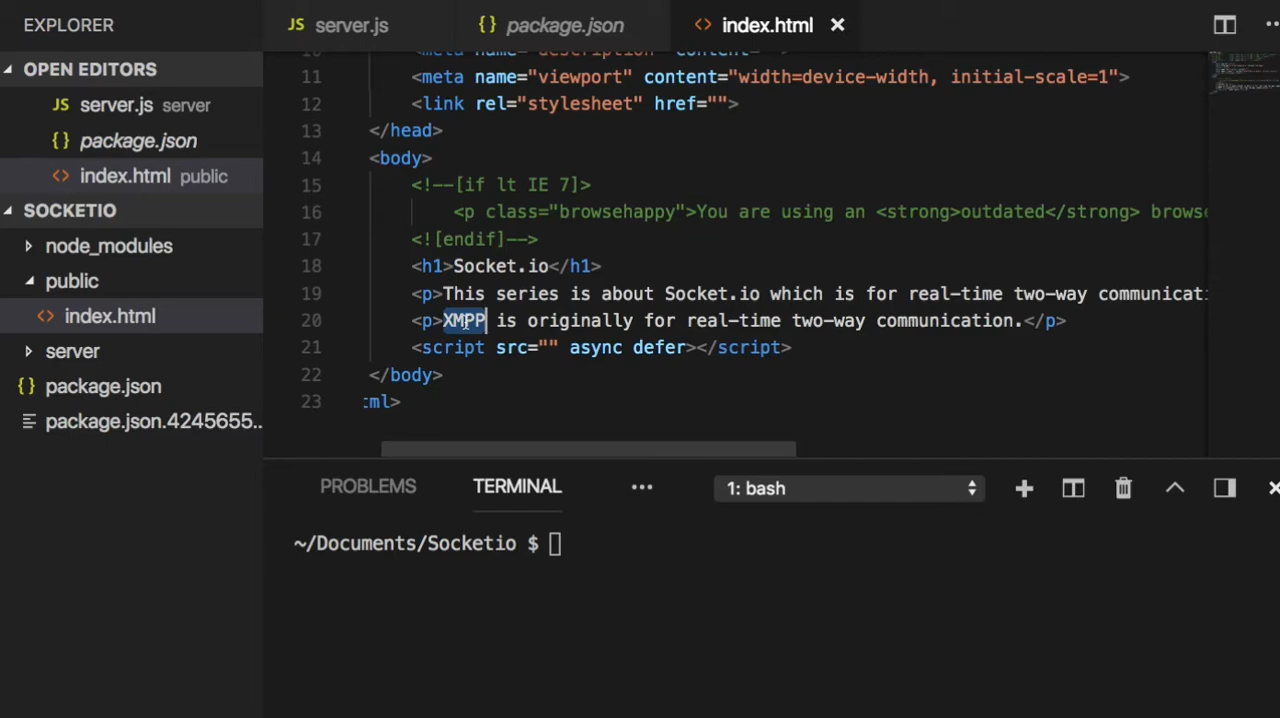 EXPLORER
JS server.js
{} package.json
<> index.html ×
OPEN EDITORS
JS server.js server
{} package.json
<> index.html public
SOCKETIO
node_modules
public
<> index.html
server
{} package.json
package.json.4245655...
11 <meta name="viewport" content="width=device-width, initial-scale=1">
12 <link rel="stylesheet" href="">
13 </head>
14 <body>
15 <!--[if lt IE 7]>
16 <p class="browsehappy">You are using an <strong>outdated</strong> brows
17 <![endif]-->
18 <h1>Socket.io</h1>
19 <p>This series is about Socket.io which is for real-time two-way communicati
20 <p>XMPP is originally for real-time two-way communication.</p>
21 <script src="" async defer></script>
22 </body>
23 tml>
PROBLEMS TERMINAL ... 1: bash
~/Documents/Socketio $